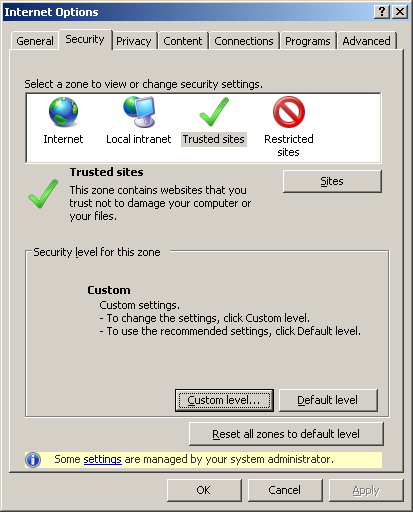 Internet Options
General Security Privacy Content Connections Programs Advanced
Select a zone to view or change security settings.
Internet Local intranet Trusted sites Restricted sites
Trusted sites
This zone contains websites that you
trust not to damage your computer or
your files.
Sites
Security level for this zone
Custom
Custom settings.
- To change the settings, click Custom level.
- To use the recommended settings, click Default level.
Custom level... Default level
Reset all zones to default level
Some settings are managed by your system administrator.
OK Cancel Apply